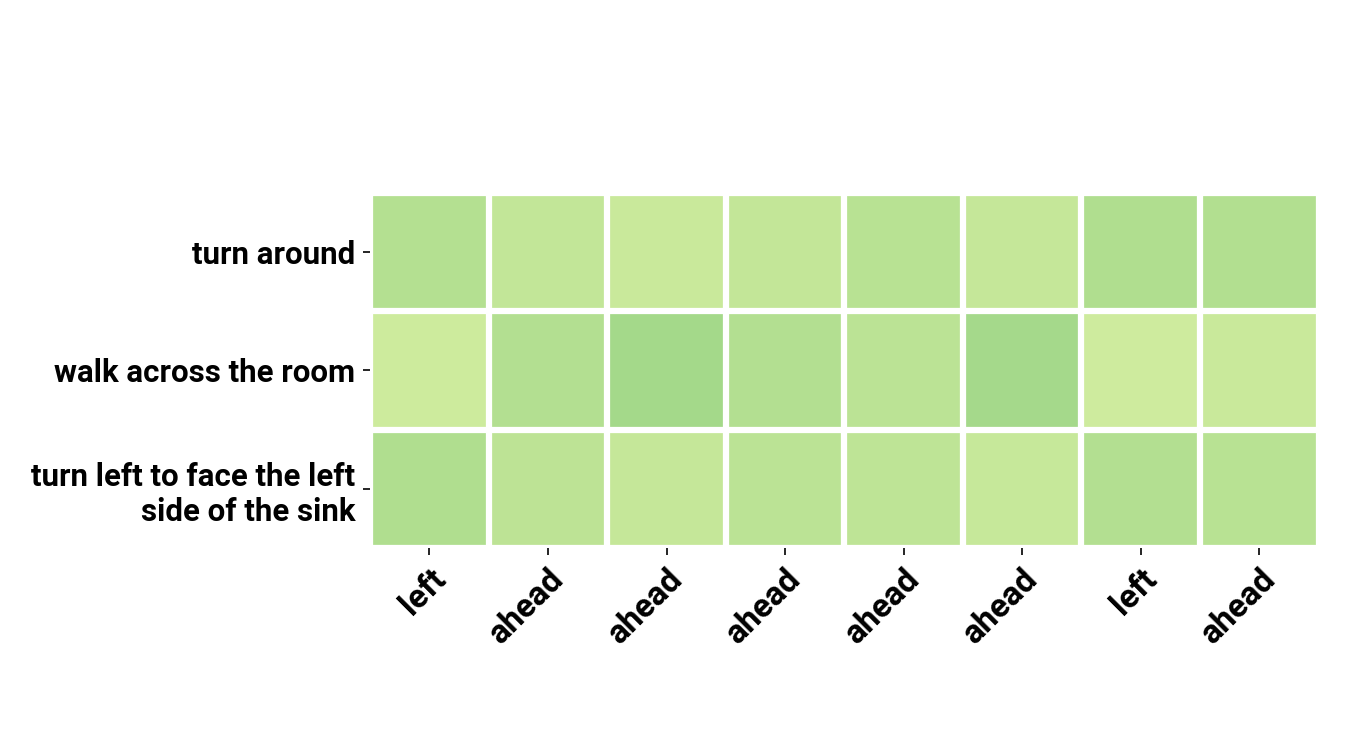 turn around
walk across the room
turn left to face the left
side of the sink
left
ahead
ahead
ahead
ahead
ahead
left
ahead